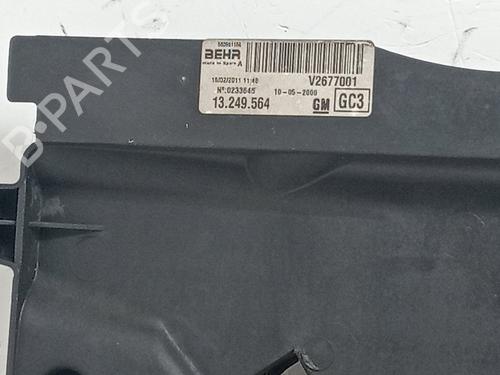 BEHR
Made in Spain A
18/02/2011 11:48
V2677001
Nº.:0233645
10-05-2000
13.249.564
GM
GC3
B-PARTS